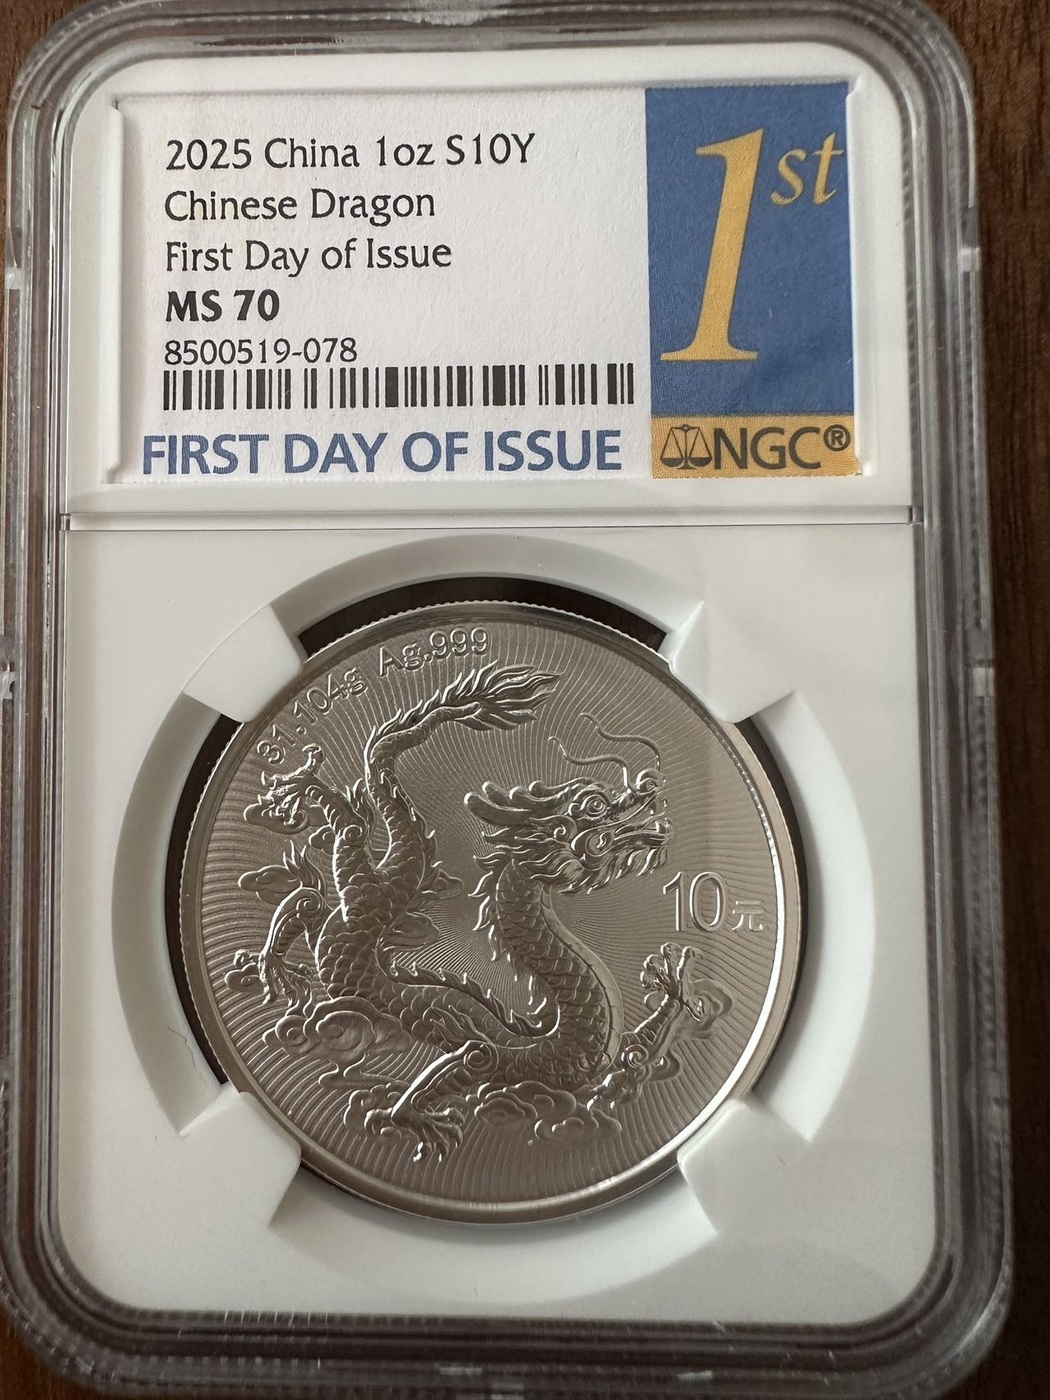 2025 China 1oz S10Y
Chinese Dragon
First Day of Issue
MS 70
8500519-078
FIRST DAY OF ISSUE
1st
NGC®
31.104g Ag.999
10元